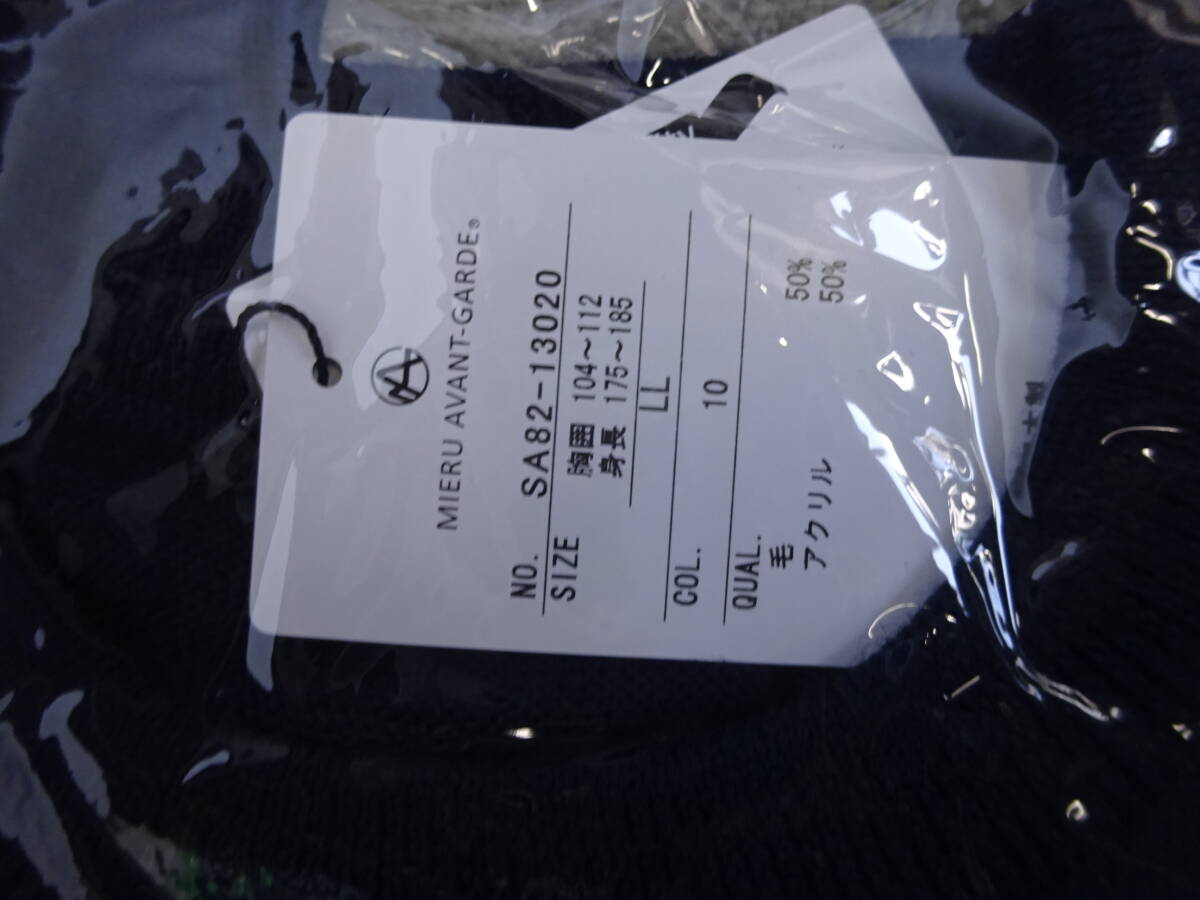 MIERU AVANT-GARDE®
NO. SA82-13020
SIZE 胸囲 104~112
身長 175~185
LL
COL. 10
QUAL.
毛 50%
アクリル 50%